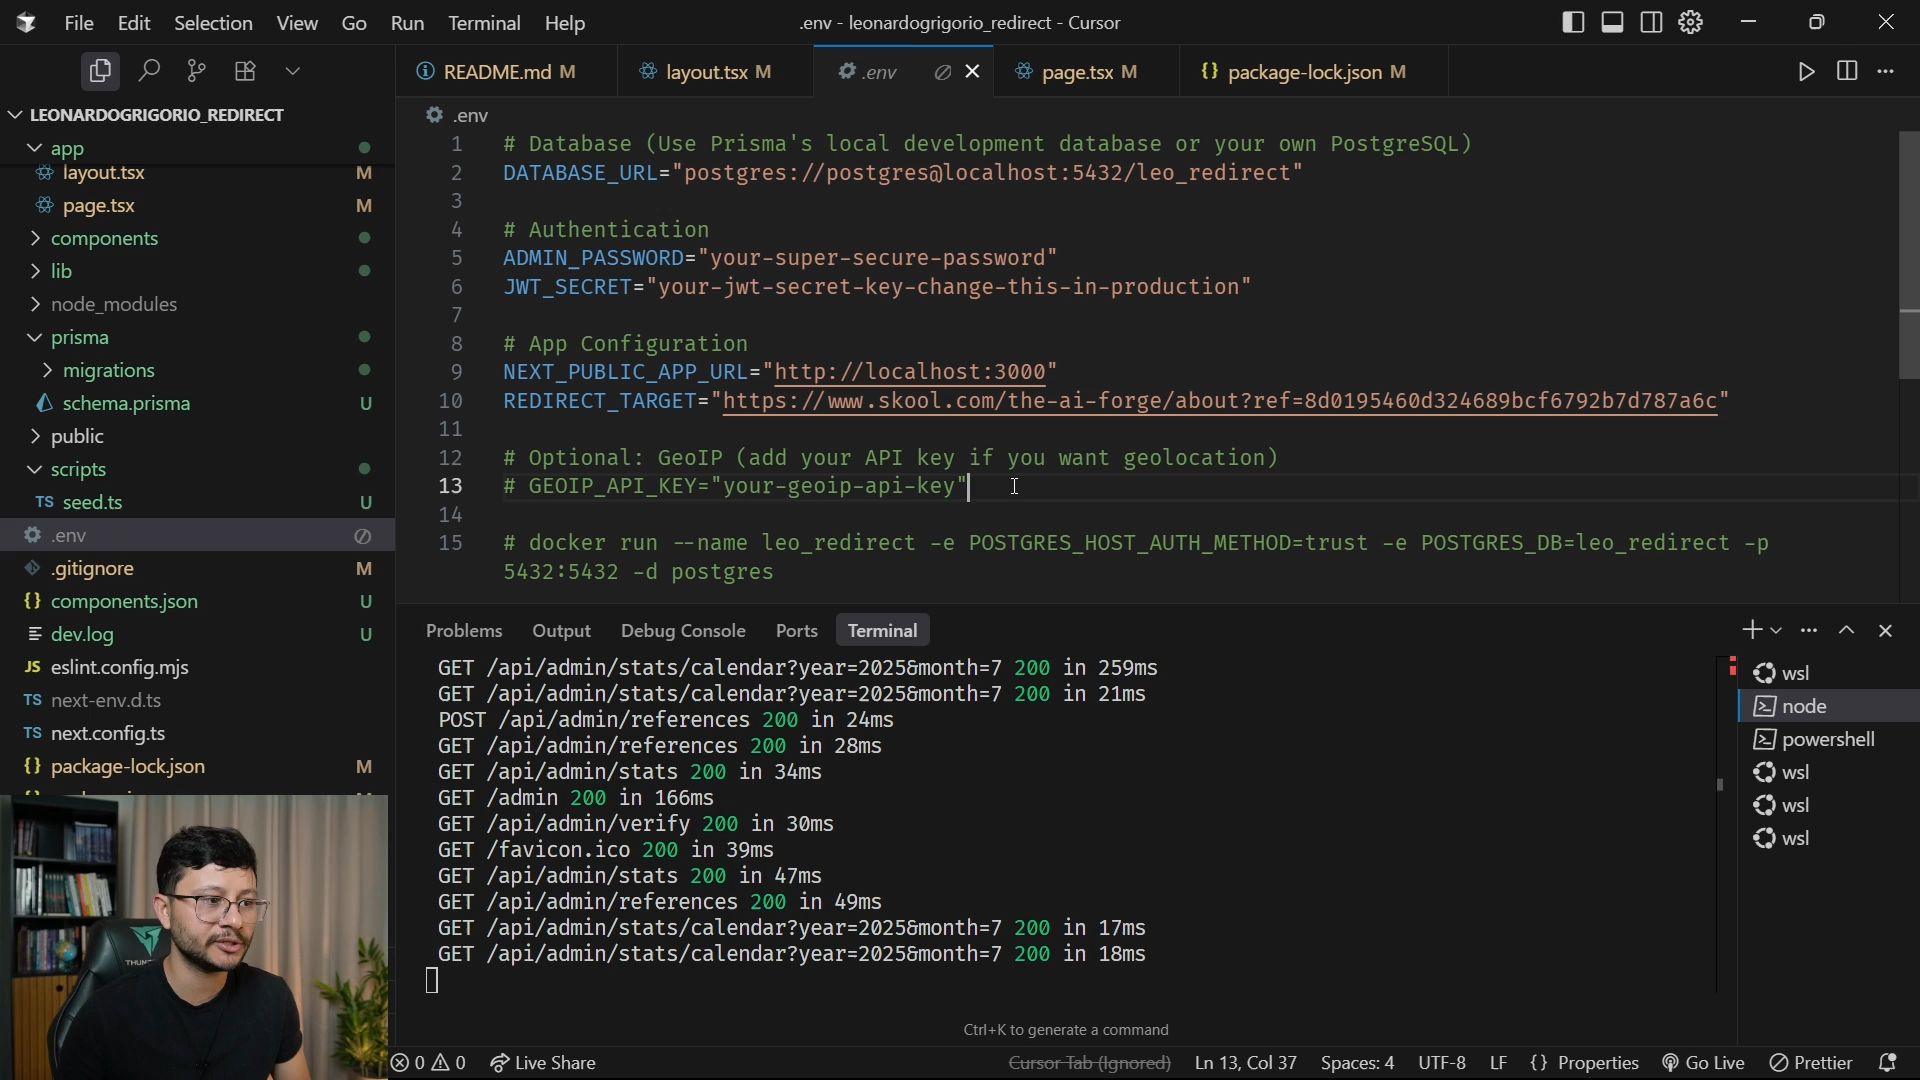 File Edit Selection View Go Run Terminal Help
.env - leonardogrigorio_redirect - Cursor
README.md M
layout.tsx M
.env
page.tsx M
{} package-lock.json M
LEONARDOGRIGORIO_REDIRECT
app
layout.tsx M
page.tsx M
components
lib
node_modules
prisma
migrations
schema.prisma U
public
scripts
TS seed.ts U
.env
.gitignore M
{} components.json U
dev.log U
JS eslint.config.mjs
TS next-env.d.ts
TS next.config.ts
{} package-lock.json M
.env
1 # Database (Use Prisma's local development database or your own PostgreSQL)
2 DATABASE_URL="postgres://postgres@localhost:5432/leo_redirect"
3
4 # Authentication
5 ADMIN_PASSWORD="your-super-secure-password"
6 JWT_SECRET="your-jwt-secret-key-change-this-in-production"
7
8 # App Configuration
9 NEXT_PUBLIC_APP_URL="http://localhost:3000"
10 REDIRECT_TARGET="https://www.skool.com/the-ai-forge/about?ref=8d0195460d324689bcf6792b7d787a6c"
11
12 # Optional: GeoIP (add your API key if you want geolocation)
13 # GEOIP_API_KEY="your-geoip-api-key"
14
15 # docker run --name leo_redirect -e POSTGRES_HOST_AUTH_METHOD=trust -e POSTGRES_DB=leo_redirect -p
5432:5432 -d postgres
Problems Output Debug Console Ports Terminal
GET /api/admin/stats/calendar?year=2025&month=7 200 in 259ms
GET /api/admin/stats/calendar?year=2025&month=7 200 in 21ms
POST /api/admin/references 200 in 24ms
GET /api/admin/references 200 in 28ms
GET /api/admin/stats 200 in 34ms
GET /admin 200 in 166ms
GET /api/admin/verify 200 in 30ms
GET /favicon.ico 200 in 39ms
GET /api/admin/stats 200 in 47ms
GET /api/admin/references 200 in 49ms
GET /api/admin/stats/calendar?year=2025&month=7 200 in 17ms
GET /api/admin/stats/calendar?year=2025&month=7 200 in 18ms
Ctrl+K to generate a command
wsl
node
powershell
wsl
wsl
wsl
0 0 Live Share
Cursor Tab (Ignored) Ln 13, Col 37 Spaces: 4 UTF-8 LF {} Properties Go Live Prettier